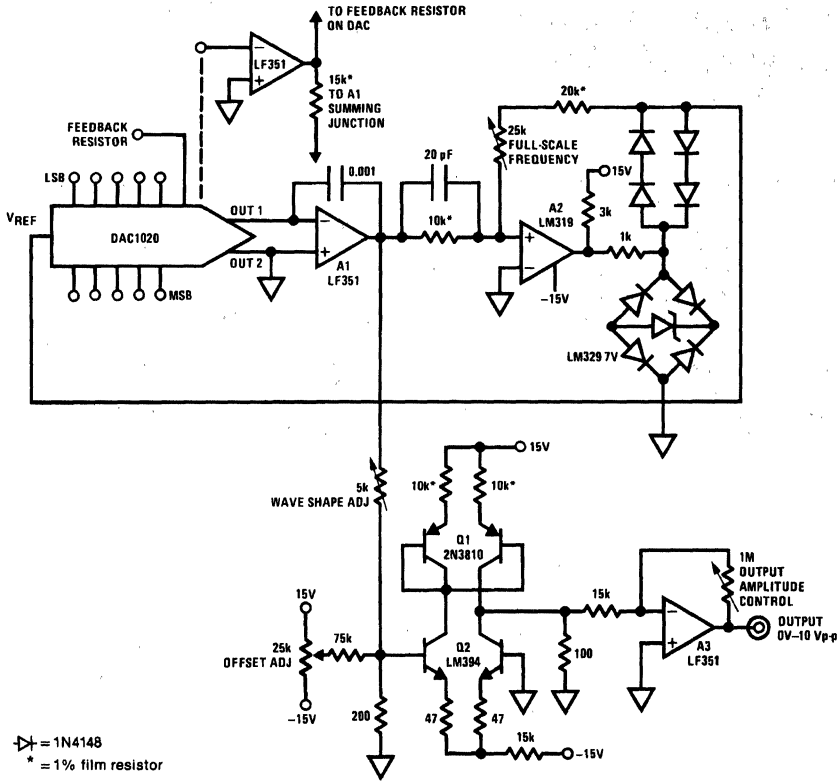 TO FEEDBACK RESISTOR
ON DAC
−
LF351
+
15k*
TO A1
SUMMING
JUNCTION
FEEDBACK
RESISTOR
LSB
VREF
DAC1020
MSB
OUT 1
OUT 2
0.001
−
+
A1
LF351
20 pF
10k*
20k*
25k
FULL-SCALE
FREQUENCY
15V
3k
A2
LM319
+
−
−15V
1k
LM329 7V
5k
WAVE SHAPE ADJ
15V
10k*
10k*
Q1
2N3810
15V
25k
OFFSET ADJ
−15V
75k
200
Q2
LM394
47
47
15k
−15V
100
15k
1M
OUTPUT
AMPLITUDE
CONTROL
−
+
A3
LF351
OUTPUT
0V–10 Vp-p
= 1N4148
* = 1% film resistor